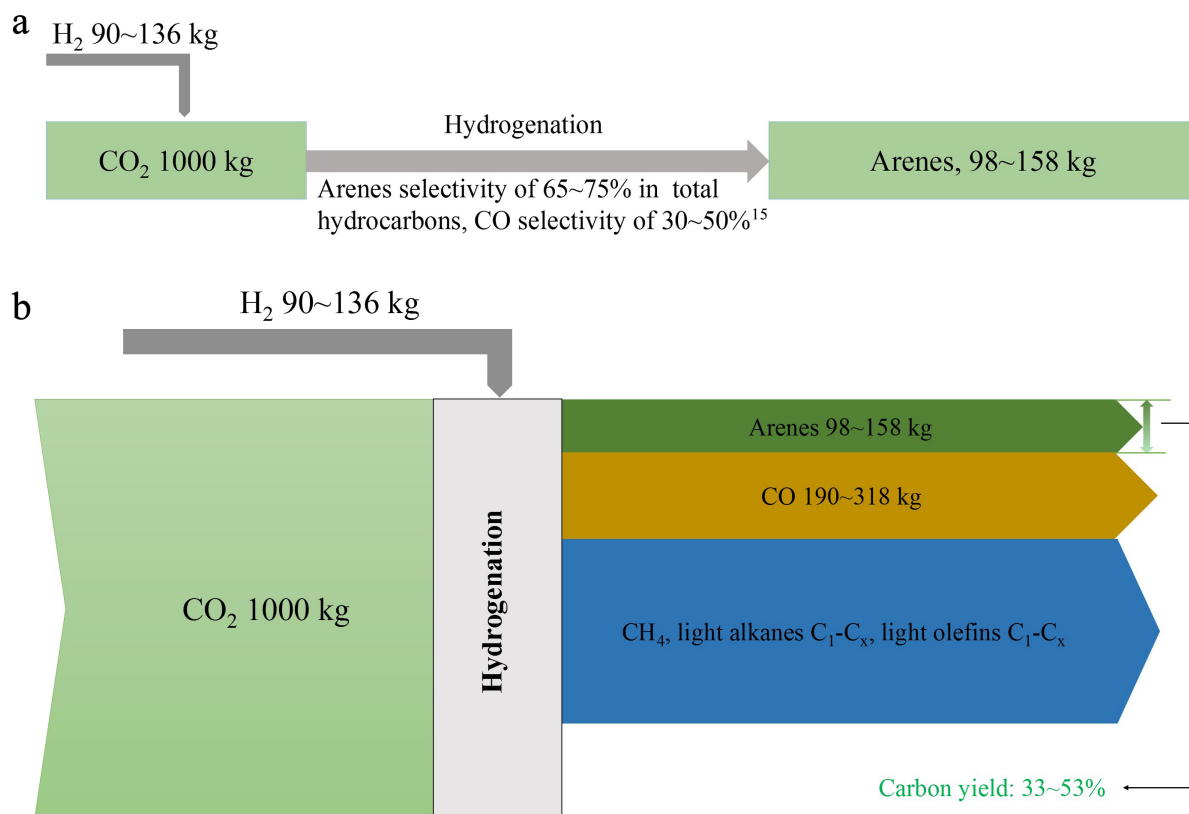 a
H₂ 90~136 kg
CO₂ 1000 kg
Hydrogenation
Arenes selectivity of 65~75% in total
hydrocarbons, CO selectivity of 30~50%¹⁵
Arenes, 98~158 kg
b
H₂ 90~136 kg
CO₂ 1000 kg
Hydrogenation
Arenes 98~158 kg
CO 190~318 kg
CH₄, light alkanes C₁-Cₓ, light olefins C₁-Cₓ
Carbon yield: 33~53%